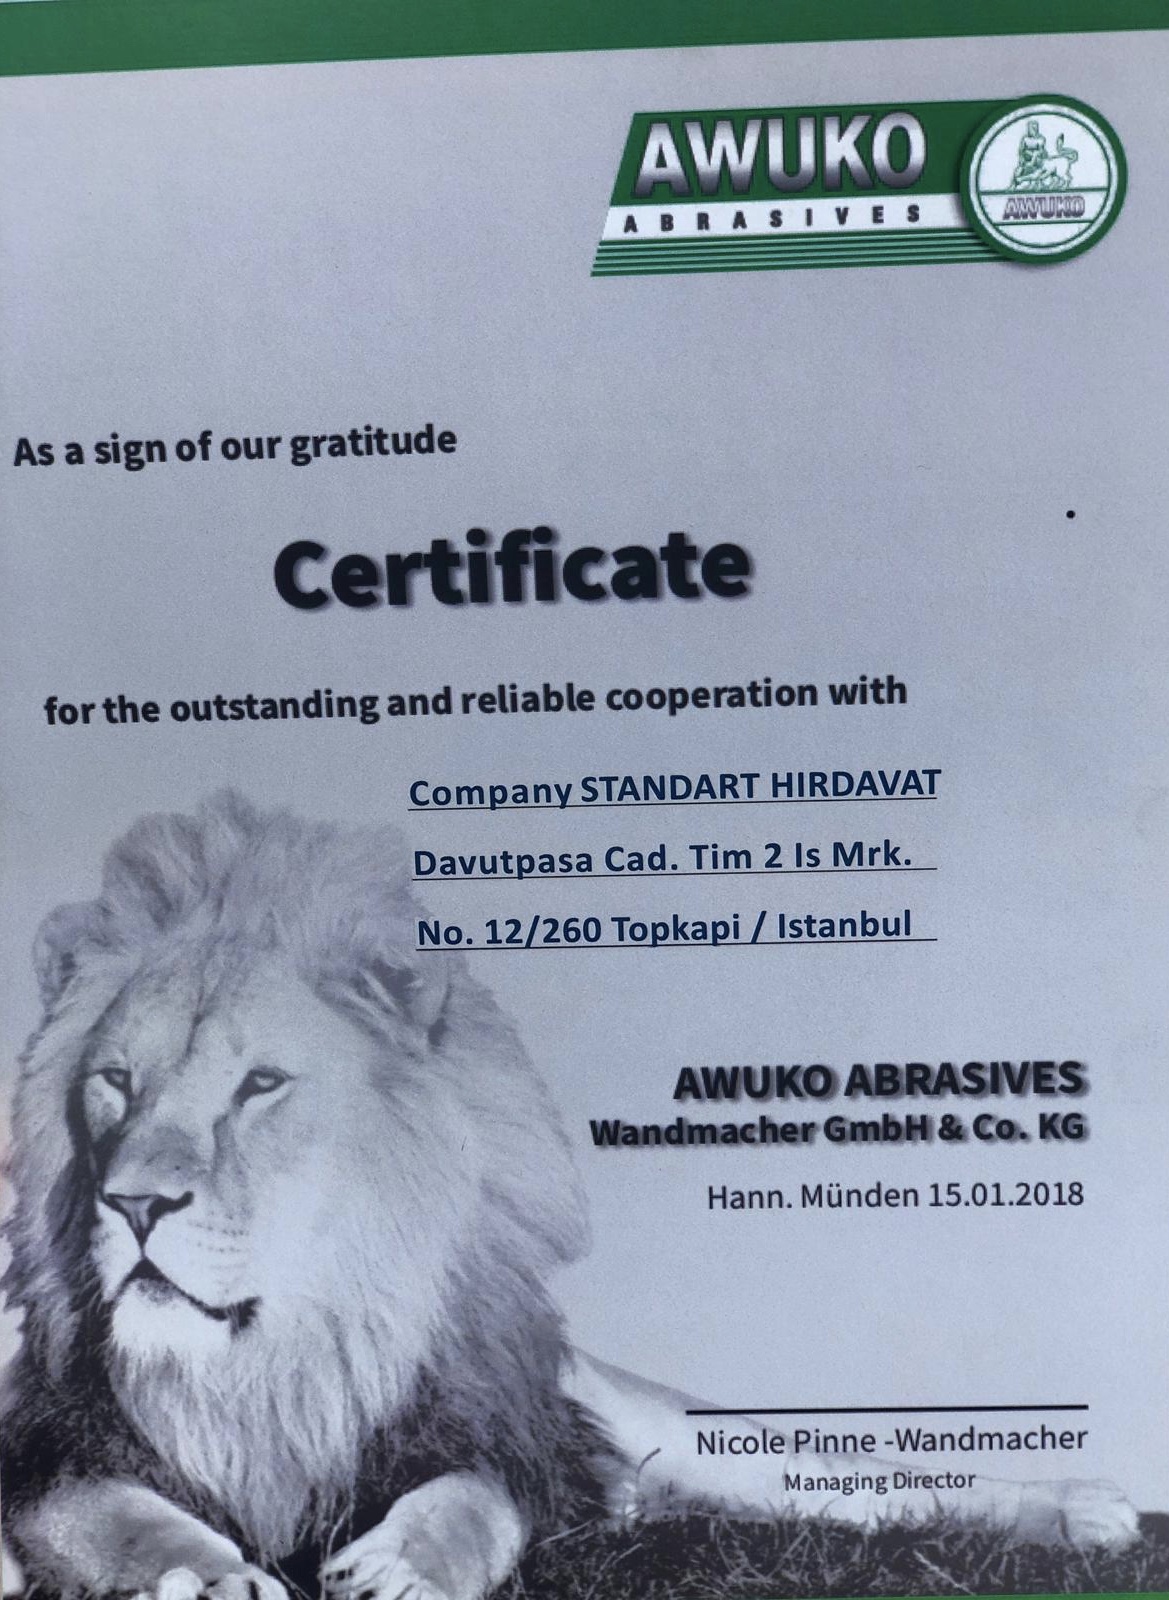 AWUKO
ABRASIVES
AWUKO
As a sign of our gratitude
Certificate
for the outstanding and reliable cooperation with
Company STANDART HIRDAVAT
Davutpasa Cad. Tim 2 Is Mrk.
No. 12/260 Topkapi / Istanbul
AWUKO ABRASIVES
Wandmacher GmbH & Co. KG
Hann. Münden 15.01.2018
Nicole Pinne -Wandmacher
Managing Director